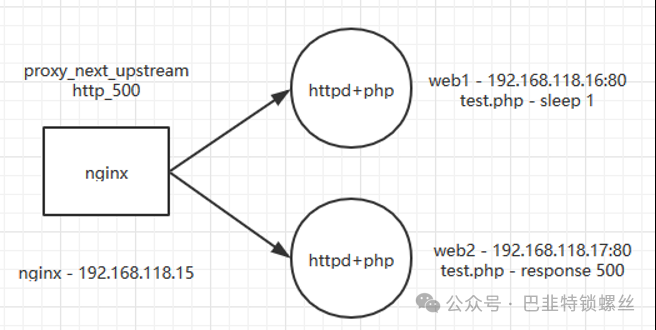 proxy_next_upstream
http_500
nginx
nginx - 192.168.118.15
httpd+php
web1 - 192.168.118.16:80
test.php - sleep 1
httpd+php
web2 - 192.168.118.17:80
test.php - response 500
公众号 · 巴韭特锁螺丝